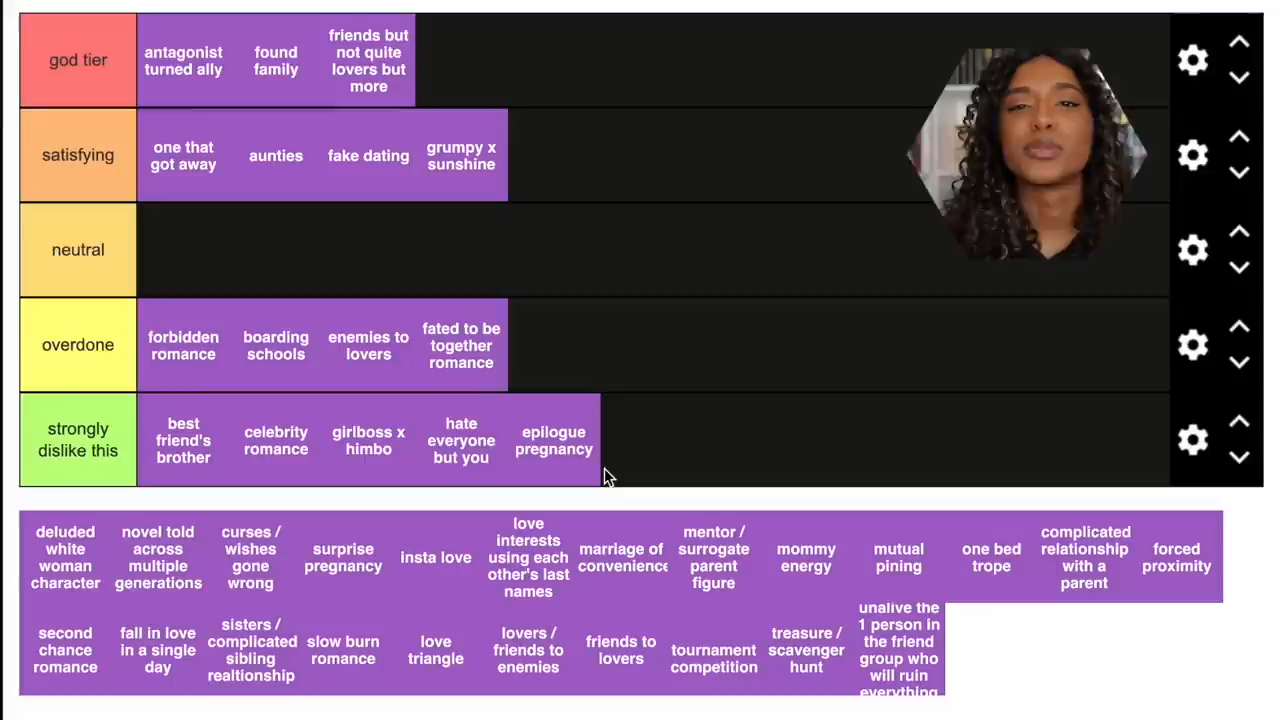 god tier
antagonist
turned ally
found
family
friends but
not quite
lovers but
more
satisfying
one that
got away
aunties
fake dating
grumpy x
sunshine
neutral
overdone
forbidden
romance
boarding
schools
enemies to
lovers
fated to be
together
romance
strongly
dislike this
best
friend's
brother
celebrity
romance
girlboss x
himbo
hate
everyone
but you
epilogue
pregnancy
deluded
white
woman
character
novel told
across
multiple
generations
curses /
wishes
gone
wrong
surprise
pregnancy
insta love
love
interests
using each
other's last
names
marriage of
convenience
mentor /
surrogate
parent
figure
mommy
energy
mutual
pining
one bed
trope
complicated
relationship
with a
parent
forced
proximity
second
chance
romance
fall in love
in a single
day
sisters /
complicated
sibling
realtionship
slow burn
romance
love
triangle
lovers /
friends to
enemies
friends to
lovers
tournament
competition
treasure /
scavenger
hunt
unalive the
1 person in
the friend
group who
will ruin
everything